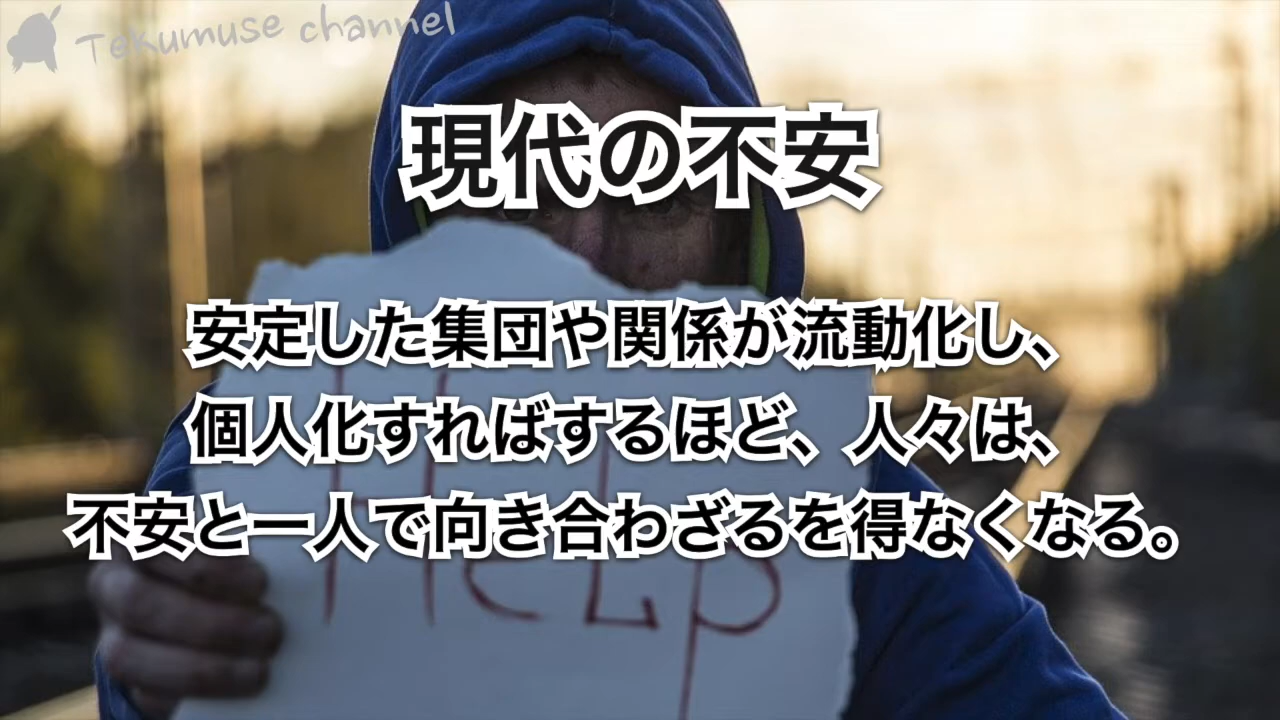 Tekumuse channel
現代の不安
安定した集団や関係が流動化し、
個人化すればするほど、人々は、
不安と一人で向き合わざるを得なくなる。
HeLp